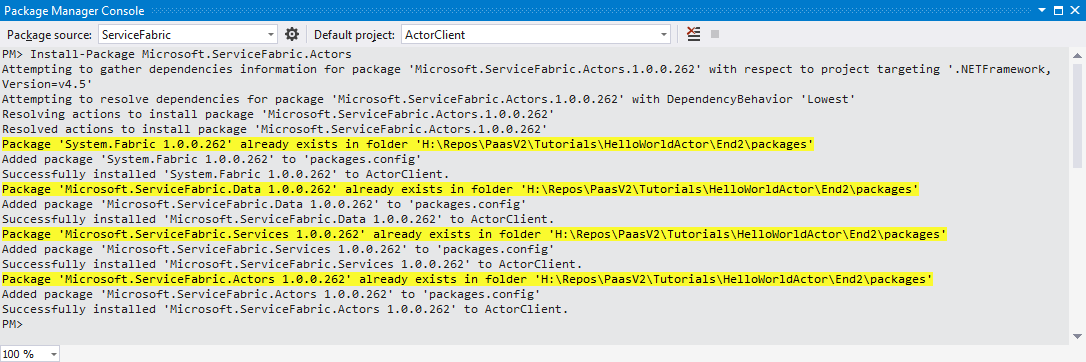 Package Manager Console
Package source: ServiceFabric Default project: ActorClient
PM> Install-Package Microsoft.ServiceFabric.Actors
Attempting to gather dependencies information for package 'Microsoft.ServiceFabric.Actors.1.0.0.262' with respect to project targeting '.NETFramework,
Version=v4.5'
Attempting to resolve dependencies for package 'Microsoft.ServiceFabric.Actors.1.0.0.262' with DependencyBehavior 'Lowest'
Resolving actions to install package 'Microsoft.ServiceFabric.Actors.1.0.0.262'
Resolved actions to install package 'Microsoft.ServiceFabric.Actors.1.0.0.262'
Package 'System.Fabric 1.0.0.262' already exists in folder 'H:\Repos\PaasV2\Tutorials\HelloWorldActor\End2\packages'
Added package 'System.Fabric 1.0.0.262' to 'packages.config'
Successfully installed 'System.Fabric 1.0.0.262' to ActorClient.
Package 'Microsoft.ServiceFabric.Data 1.0.0.262' already exists in folder 'H:\Repos\PaasV2\Tutorials\HelloWorldActor\End2\packages'
Added package 'Microsoft.ServiceFabric.Data 1.0.0.262' to 'packages.config'
Successfully installed 'Microsoft.ServiceFabric.Data 1.0.0.262' to ActorClient.
Package 'Microsoft.ServiceFabric.Services 1.0.0.262' already exists in folder 'H:\Repos\PaasV2\Tutorials\HelloWorldActor\End2\packages'
Added package 'Microsoft.ServiceFabric.Services 1.0.0.262' to 'packages.config'
Successfully installed 'Microsoft.ServiceFabric.Services 1.0.0.262' to ActorClient.
Package 'Microsoft.ServiceFabric.Actors 1.0.0.262' already exists in folder 'H:\Repos\PaasV2\Tutorials\HelloWorldActor\End2\packages'
Added package 'Microsoft.ServiceFabric.Actors 1.0.0.262' to 'packages.config'
Successfully installed 'Microsoft.ServiceFabric.Actors 1.0.0.262' to ActorClient.
PM>
100 %